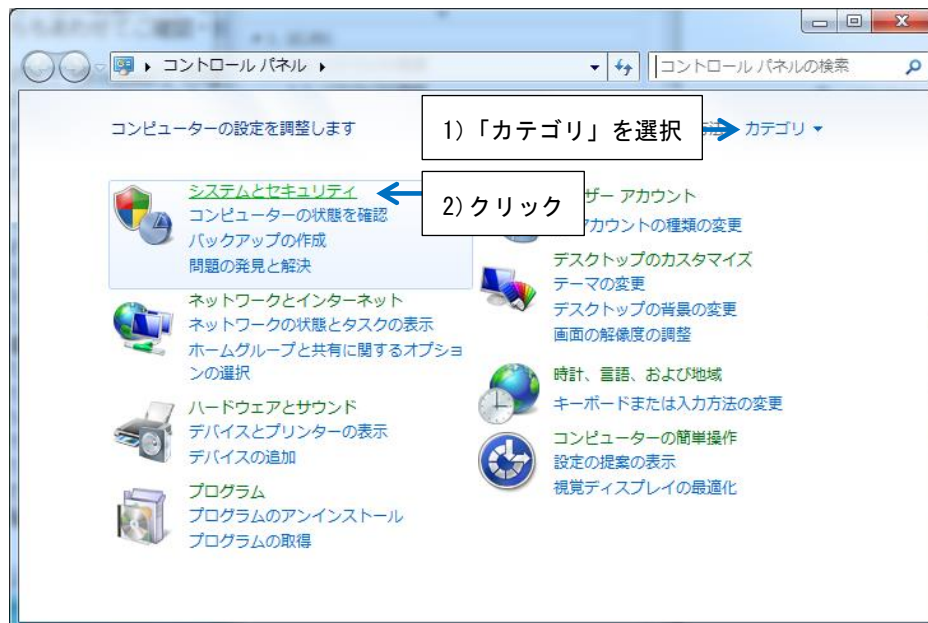 コントロール パネル
コントロール パネルの検索
コンピューターの設定を調整します
1)「カテゴリ」を選択
カテゴリ
システムとセキュリティ
コンピューターの状態を確認
バックアップの作成
問題の発見と解決
2)クリック
ネットワークとインターネット
ネットワークの状態とタスクの表示
ホームグループと共有に関するオプショ
ンの選択
ハードウェアとサウンド
デバイスとプリンターの表示
デバイスの追加
プログラム
プログラムのアンインストール
プログラムの取得
ザー アカウント
カウントの種類の変更
デスクトップのカスタマイズ
テーマの変更
デスクトップの背景の変更
画面の解像度の調整
時計、言語、および地域
キーボードまたは入力方法の変更
コンピューターの簡単操作
設定の提案の表示
視覚ディスプレイの最適化